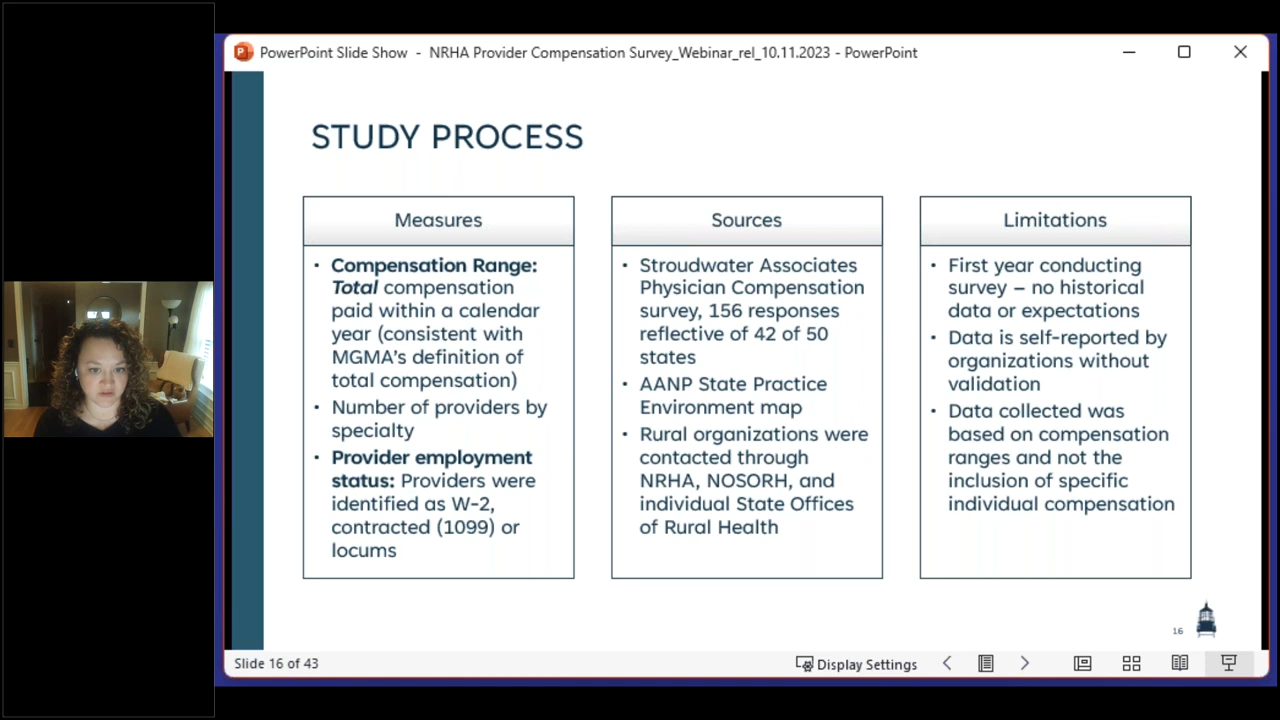 PowerPoint Slide Show - NRHA Provider Compensation Survey_Webinar_rel_10.11.2023 - PowerPoint
STUDY PROCESS
Measures
• Compensation Range:
Total compensation
paid within a calendar
year (consistent with
MGMA's definition of
total compensation)
• Number of providers by
specialty
• Provider employment
status: Providers were
identified as W-2,
contracted (1099) or
locums
Sources
• Stroudwater Associates
Physician Compensation
survey, 156 responses
reflective of 42 of 50
states
• AANP State Practice
Environment map
• Rural organizations were
contacted through
NRHA, NOSORH, and
individual State Offices
of Rural Health
Limitations
• First year conducting
survey – no historical
data or expectations
• Data is self-reported by
organizations without
validation
• Data collected was
based on compensation
ranges and not the
inclusion of specific
individual compensation
16
Slide 16 of 43
Display Settings